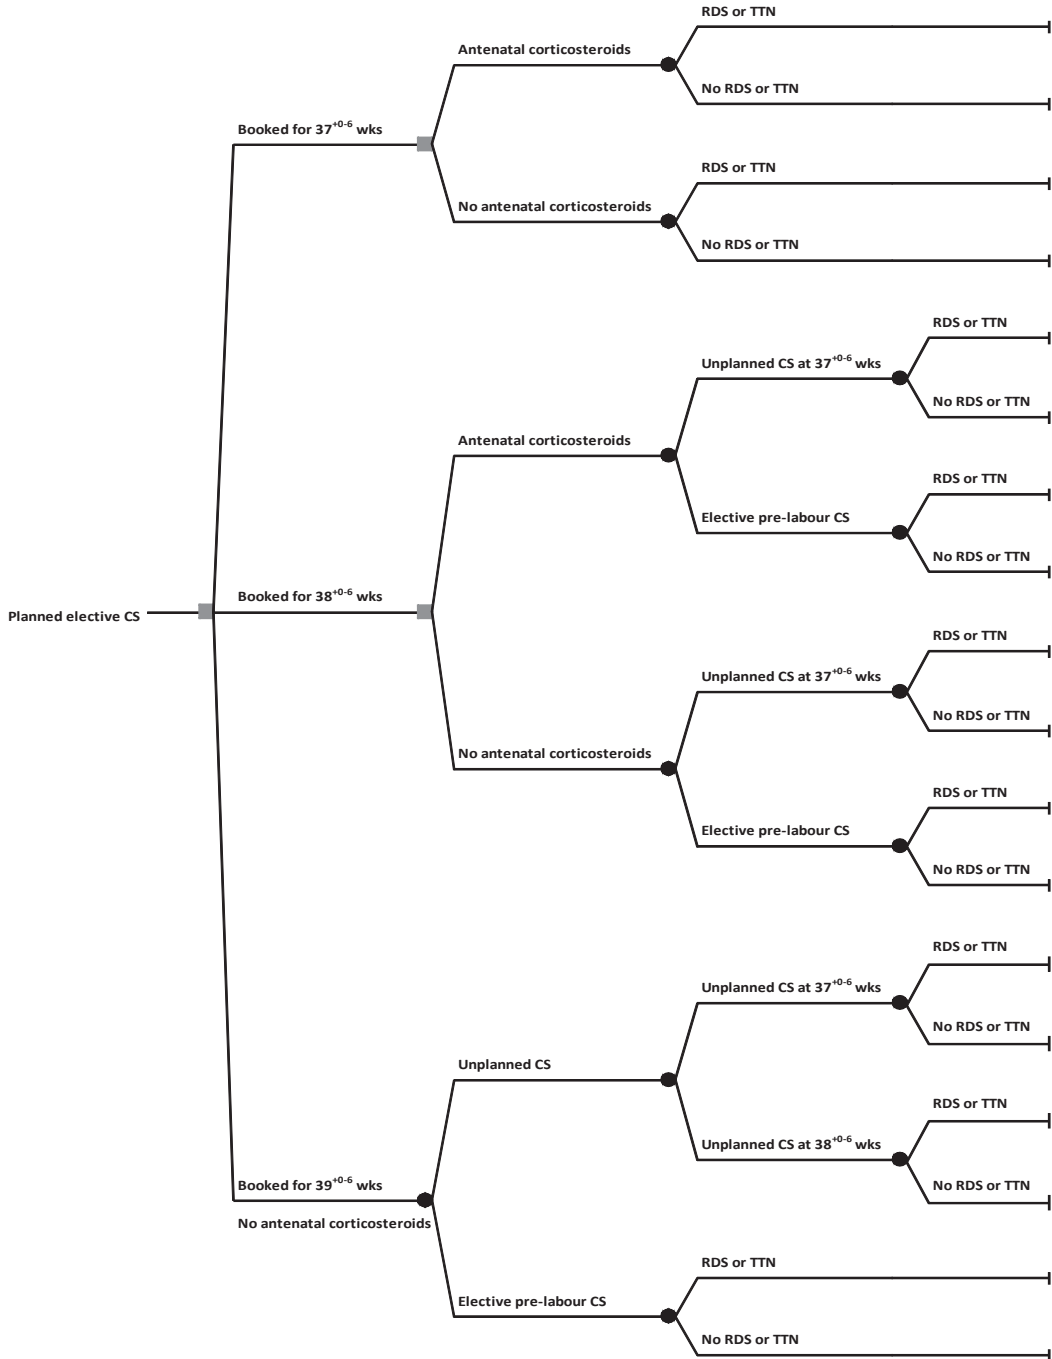 RDS or TTN
Antenatal corticosteroids
No RDS or TTN
Booked for 37⁺⁰⁻⁶ wks
RDS or TTN
No antenatal corticosteroids
No RDS or TTN
RDS or TTN
Unplanned CS at 37⁺⁰⁻⁶ wks
No RDS or TTN
Antenatal corticosteroids
RDS or TTN
Elective pre-labour CS
No RDS or TTN
Booked for 38⁺⁰⁻⁶ wks
Planned elective CS
RDS or TTN
Unplanned CS at 37⁺⁰⁻⁶ wks
No RDS or TTN
No antenatal corticosteroids
RDS or TTN
Elective pre-labour CS
No RDS or TTN
RDS or TTN
Unplanned CS at 37⁺⁰⁻⁶ wks
No RDS or TTN
Unplanned CS
RDS or TTN
Unplanned CS at 38⁺⁰⁻⁶ wks
No RDS or TTN
Booked for 39⁺⁰⁻⁶ wks
No antenatal corticosteroids
RDS or TTN
Elective pre-labour CS
No RDS or TTN